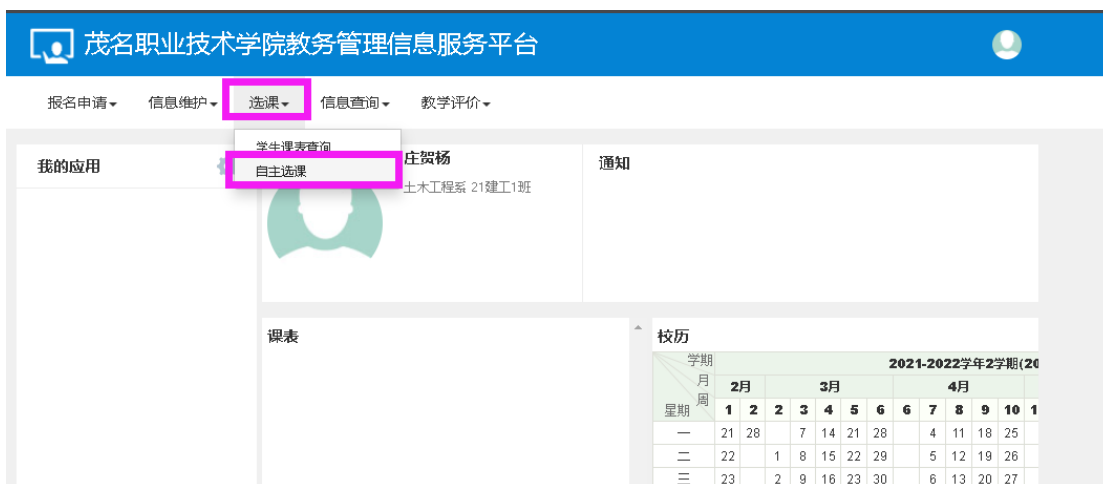 茂名职业技术学院教务管理信息服务平台
报名申请 信息维护 选课 信息查询 教学评价
学生课表查询
自主选课
我的应用
庄贺杨
土木工程系 21建工1班
通知
课表
校历
学期 2021-2022学年2学期(20
月 2月 3月 4月
周
星期 1 2 2 3 4 5 6 6 7 8 9 10 1
一 21 28 7 14 21 28 4 11 18 25
二 22 1 8 15 22 29 5 12 19 26
三 23 2 9 16 23 30 6 13 20 27